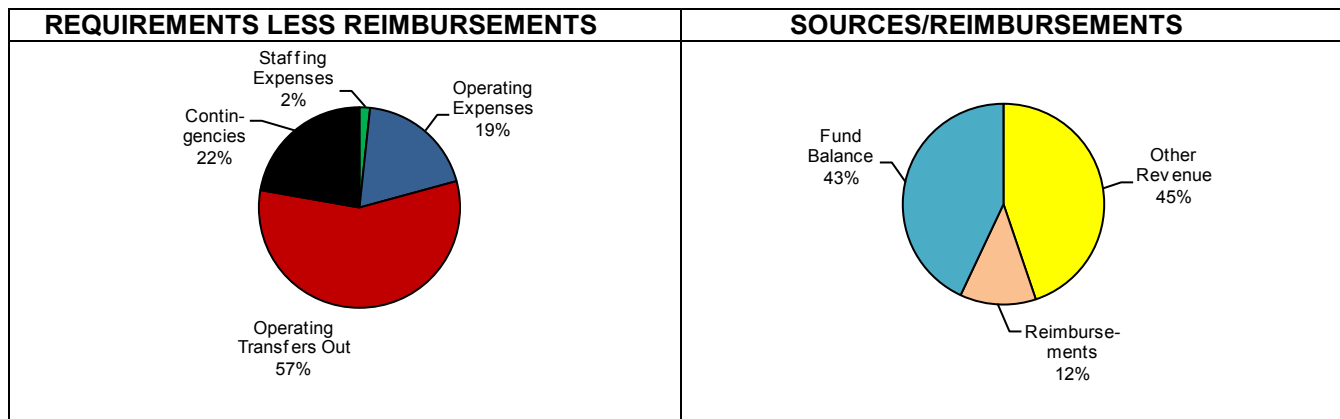 REQUIREMENTS LESS REIMBURSEMENTS
Staffing
Expenses
2%
Operating
Expenses
19%
Contin-
gencies
22%
Operating
Transfers Out
57%
SOURCES/REIMBURSEMENTS
Fund
Balance
43%
Other
Revenue
45%
Reimburse-
ments
12%